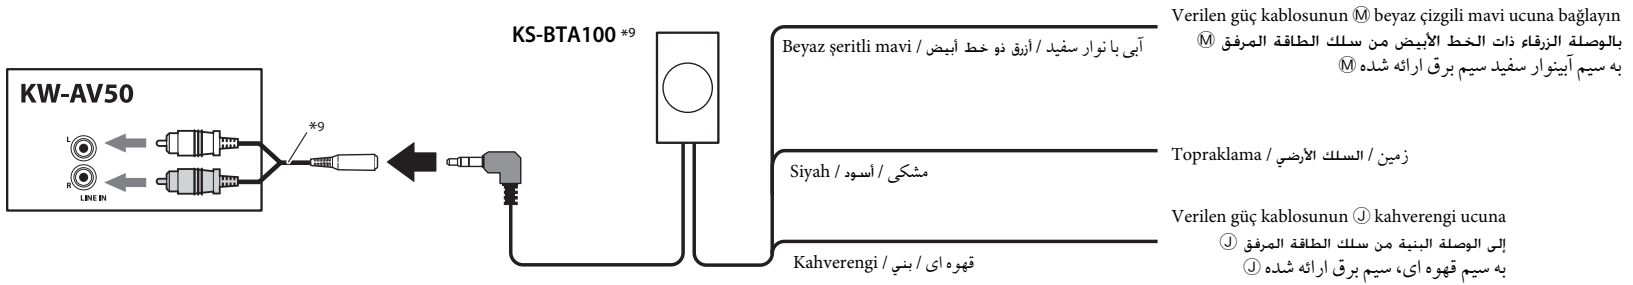 KW-AV50
L
R
LINE IN
*9
KS-BTA100 *9
Beyaz şeritli mavi / أزرق ذو خط أبيض / آبی با نوار سفید
Verilen güç kablosunun Ⓜ beyaz çizgili mavi ucuna bağlayın
بالوصلة الزرقاء ذات الخط الأبيض من سلك الطاقة المرفق Ⓜ
به سیم آبینوار سفید سیم برق ارائه شده Ⓜ
Siyah / أسود / مشکی
Topraklama / السلك الأرضي / زمین
Kahverengi / بني / قهوه ای
Verilen güç kablosunun Ⓙ kahverengi ucuna
إلى الوصلة البنية من سلك الطاقة المرفق Ⓙ
به سیم قهوه ای، سیم برق ارائه شده Ⓙ